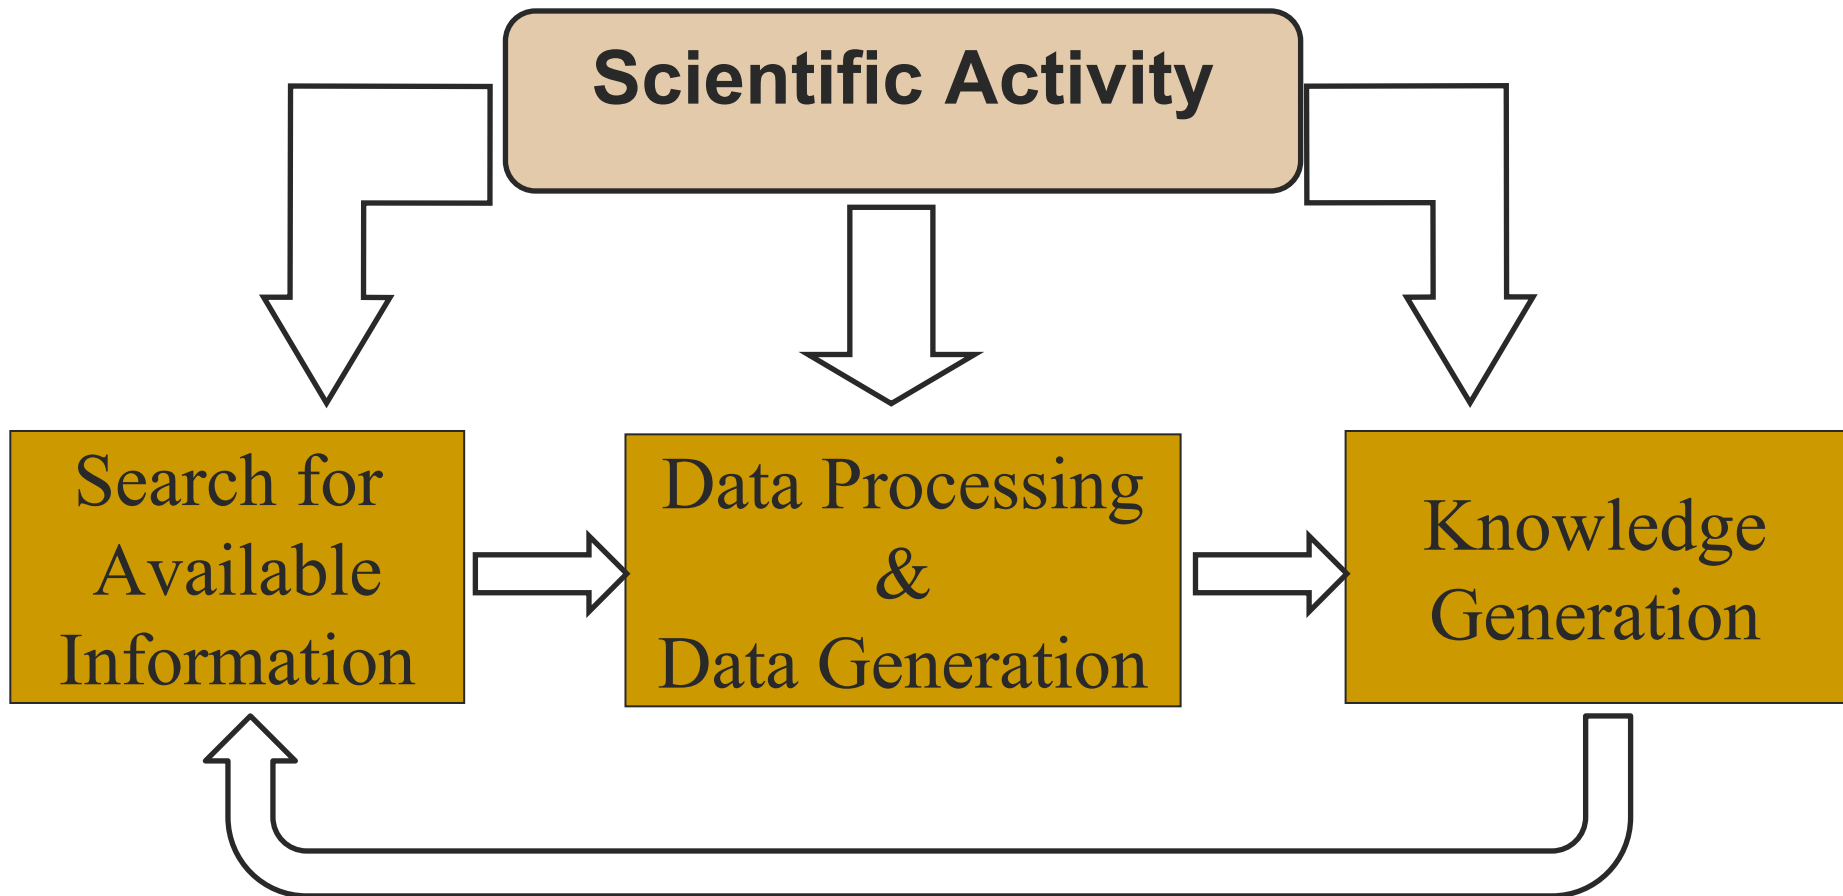 Scientific Activity
Search for
Available
Information
Data Processing
&
Data Generation
Knowledge
Generation